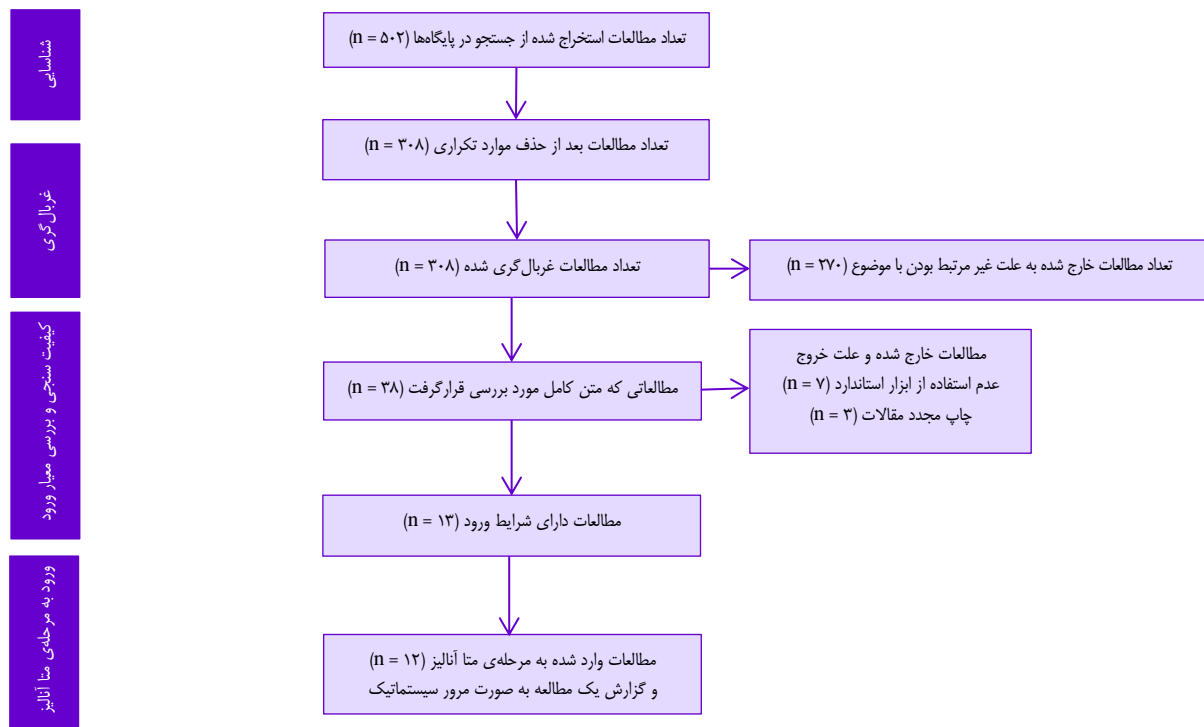 شناسایی
تعداد مطالعات استخراج شده از جستجو در پایگاه‌ها (n = ۵۰۲)
تعداد مطالعات بعد از حذف موارد تکراری (n = ۳۰۸)
غربال‌گری
تعداد مطالعات غربال‌گری شده (n = ۳۰۸)
تعداد مطالعات خارج شده به علت غیر مرتبط بودن با موضوع (n = ۲۷۰)
کیفیت سنجی و بررسی معیار ورود
مطالعاتی که متن کامل مورد بررسی قرارگرفت (n = ۳۸)
مطالعات خارج شده و علت خروج
عدم استفاده از ابزار استاندارد (n = ۷)
چاپ مجدد مقالات (n = ۳)
مطالعات دارای شرایط ورود (n = ۱۳)
ورود به مرحله‌ی متا آنالیز
مطالعات وارد شده به مرحله‌ی متا آنالیز (n = ۱۲)
و گزارش یک مطالعه به صورت مرور سیستماتیک